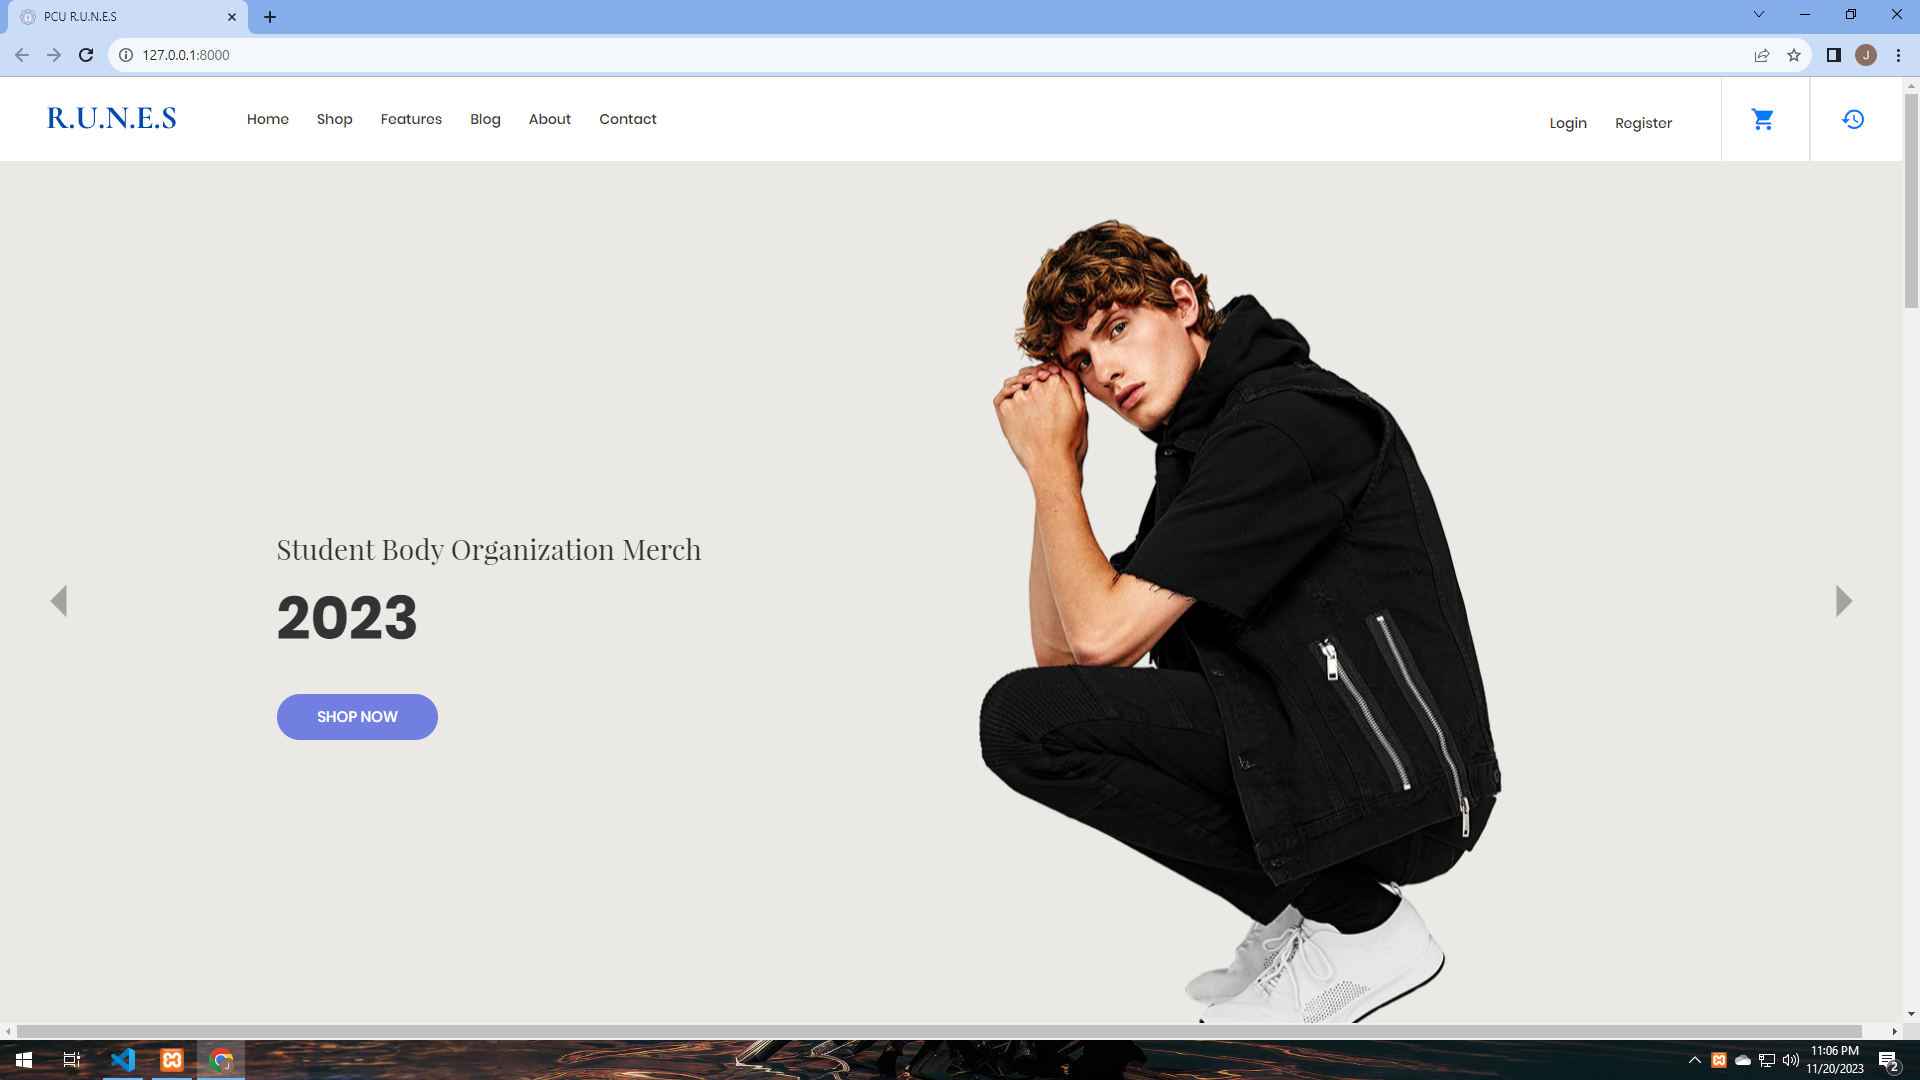 PCU R.U.N.E.S
127.0.0.1:8000
J
R.U.N.E.S
Home Shop Features Blog About Contact
Login Register
Student Body Organization Merch
2023
SHOP NOW
J
11:06 PM
11/20/2023
2